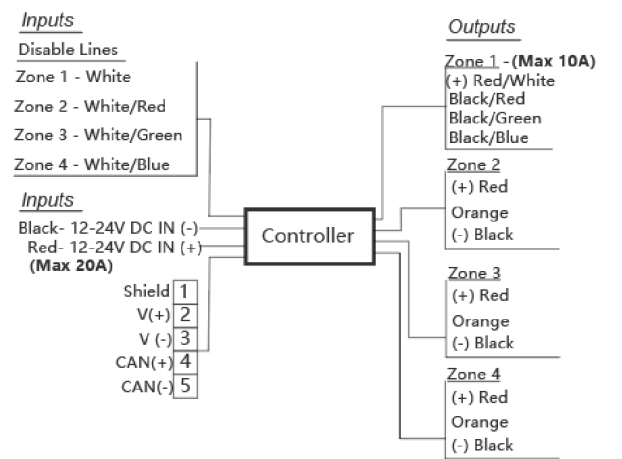 Inputs
Disable Lines
Zone 1 - White
Zone 2 - White/Red
Zone 3 - White/Green
Zone 4 - White/Blue
Inputs
Black- 12-24V DC IN (-)
Red- 12-24V DC IN (+)
(Max 20A)
Shield 1
V(+) 2
V (-) 3
CAN(+) 4
CAN(-) 5
Controller
Outputs
Zone 1 -(Max 10A)
(+) Red/White
Black/Red
Black/Green
Black/Blue
Zone 2
(+) Red
Orange
(-) Black
Zone 3
(+) Red
Orange
(-) Black
Zone 4
(+) Red
Orange
(-) Black